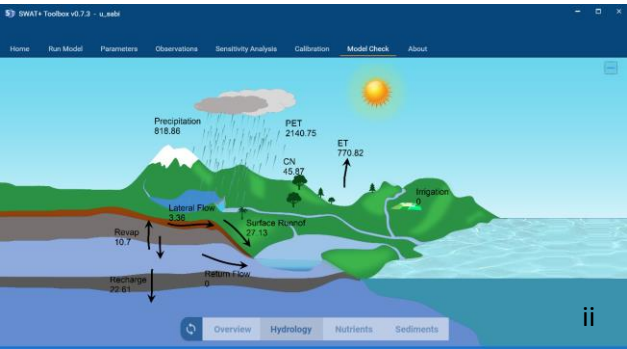 SWAT+ Toolbox v0.7.3 - u_sabi
Home Run Model Parameters Observations Sensitivity Analysis Calibration Model Check About
Precipitation
818.86
PET
2140.75
ET
770.82
CN
45.87
Irrigation
0
Lateral Flow
3.36
Surface Runnof
27.13
Revap
10.7
Return Flow
0
Recharge
22.61
ii
Overview Hydrology Nutrients Sediments